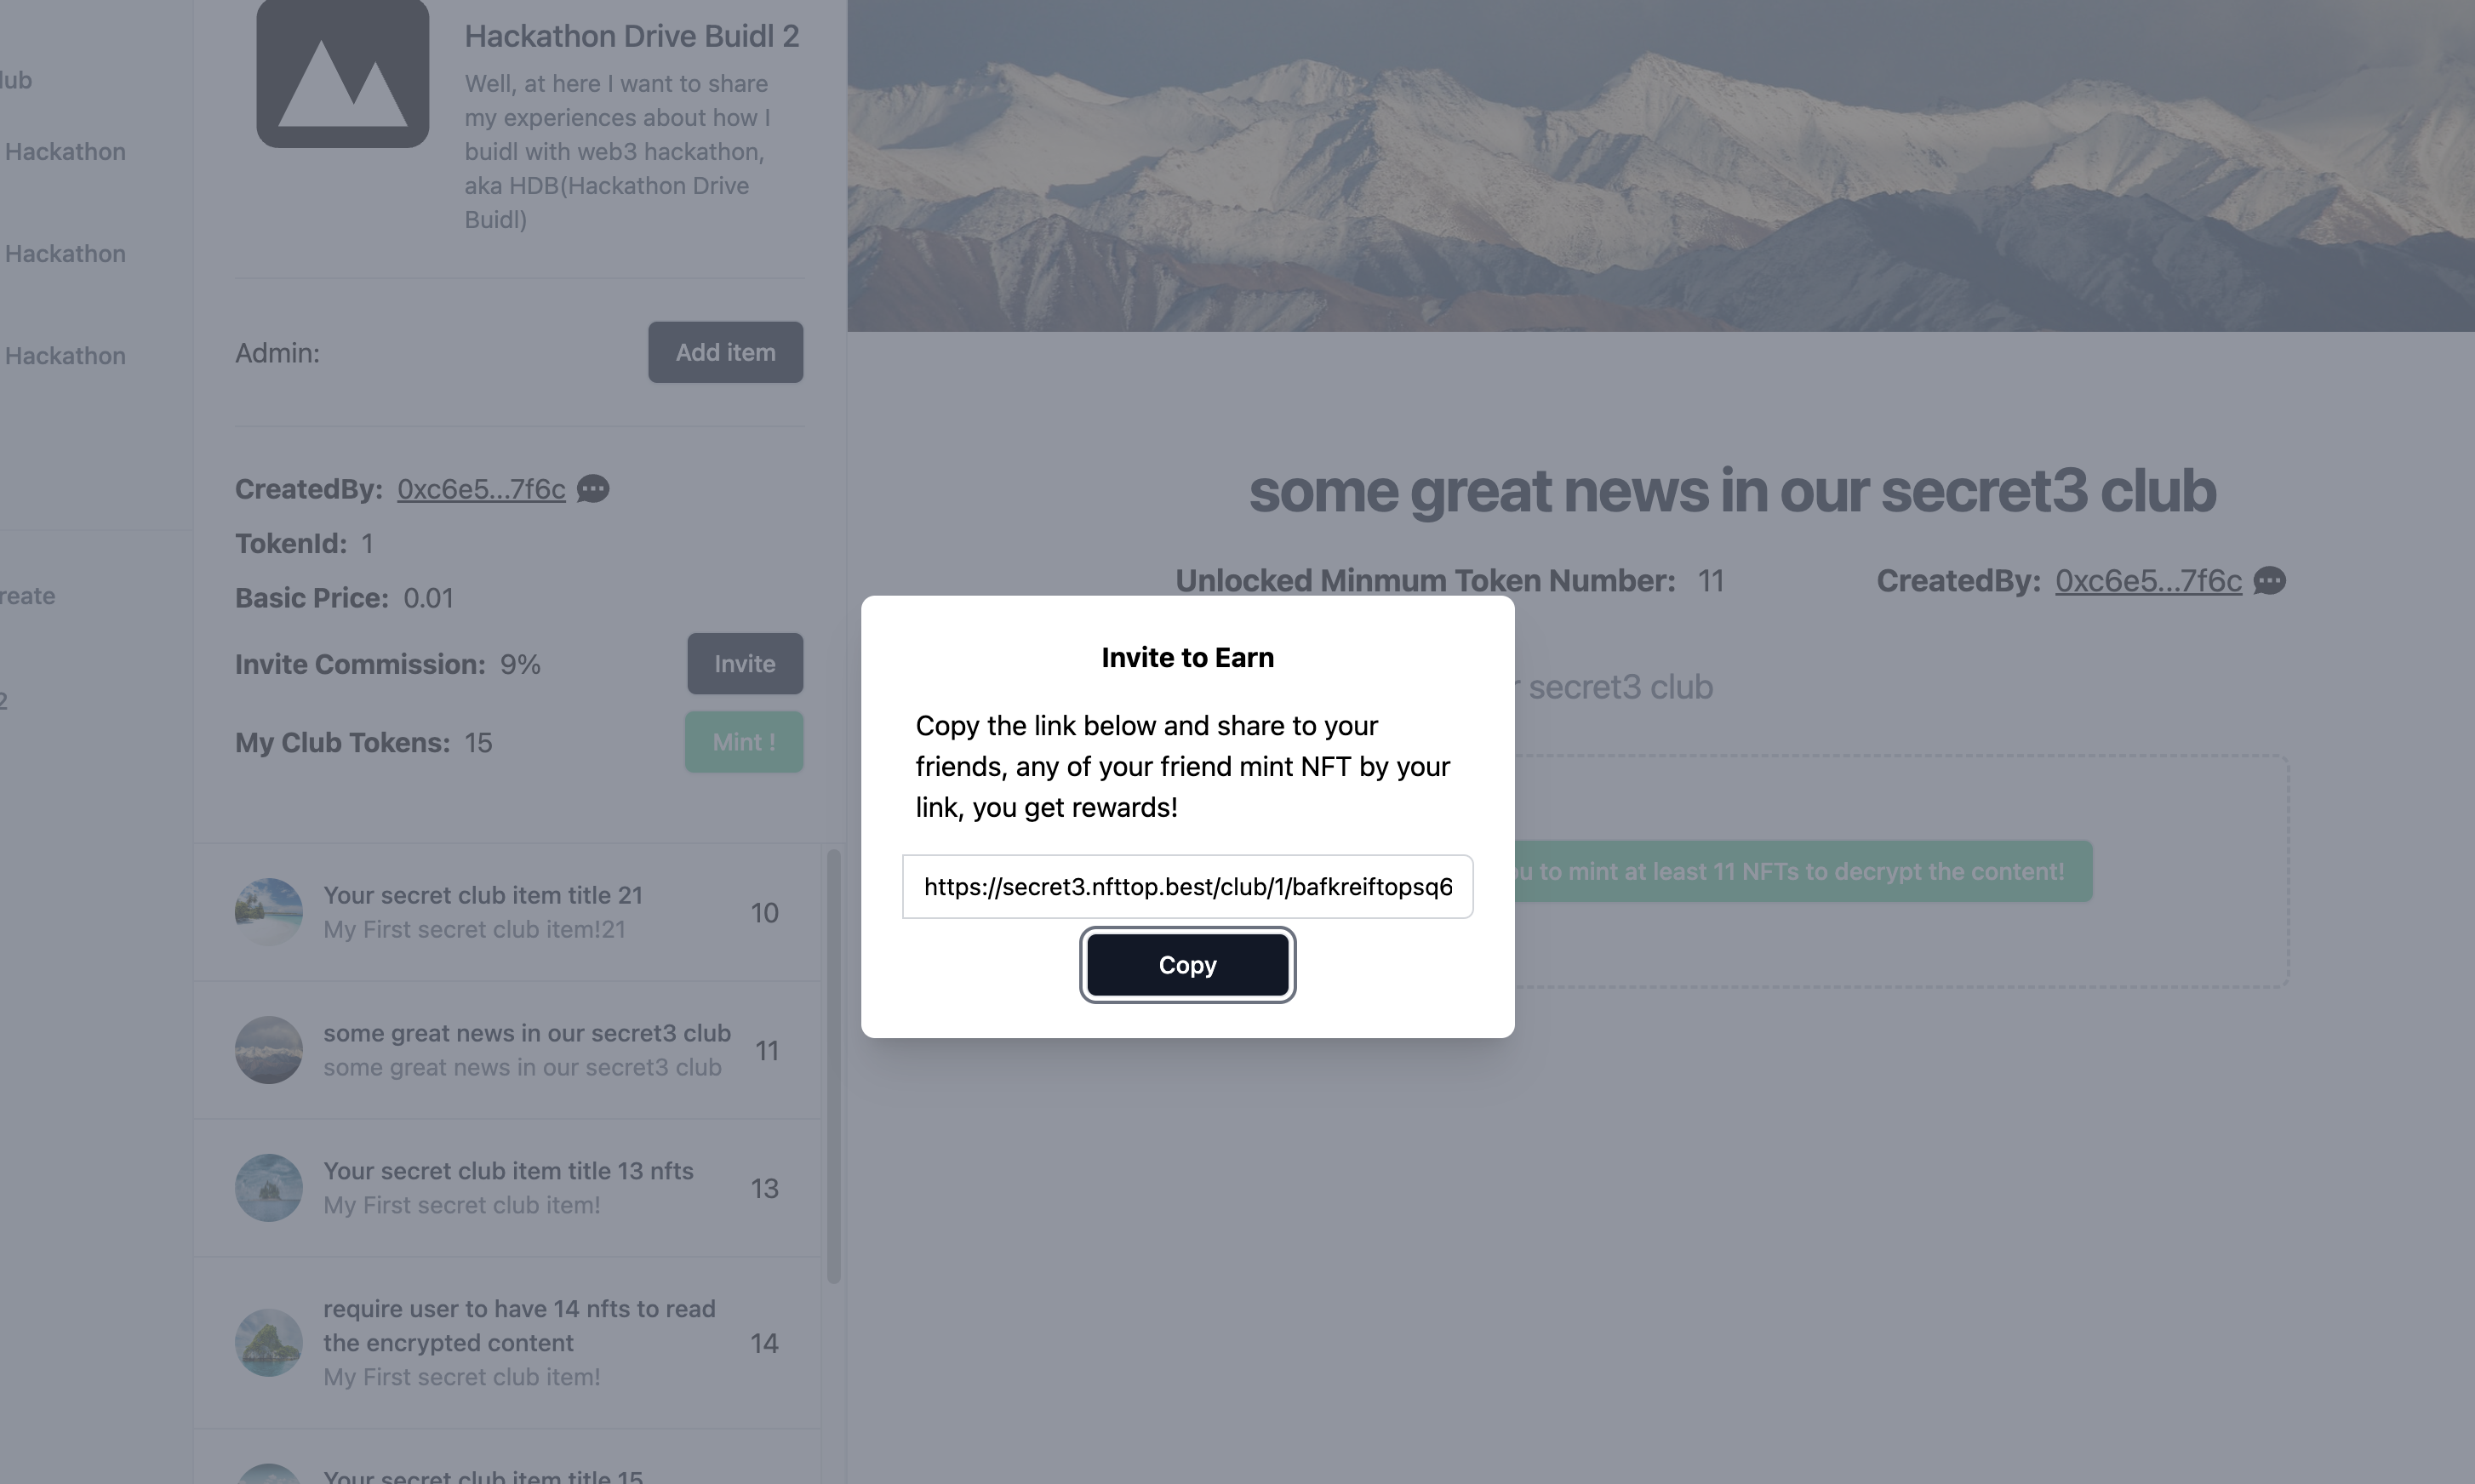 lub
Hackathon
Hackathon
Hackathon
reate
2
Hackathon Drive Buidl 2
Well, at here I want to share
my experiences about how I
buidl with web3 hackathon,
aka HDB(Hackathon Drive
Buidl)
Admin:
Add item
CreatedBy: 0xc6e5...7f6c
TokenId: 1
Basic Price: 0.01
Invite Commission: 9%
Invite
My Club Tokens: 15
Mint !
Your secret club item title 21
My First secret club item!21
10
some great news in our secret3 club
some great news in our secret3 club
11
Your secret club item title 13 nfts
My First secret club item!
13
require user to have 14 nfts to read
the encrypted content
My First secret club item!
14
Your secret club item title 15
some great news in our secret3 club
Unlocked Minmum Token Number: 11
CreatedBy: 0xc6e5...7f6c
secret3 club
to mint at least 11 NFTs to decrypt the content!
Invite to Earn
Copy the link below and share to your
friends, any of your friend mint NFT by your
link, you get rewards!
https://secret3.nfttop.best/club/1/bafkreiftopsq6
Copy